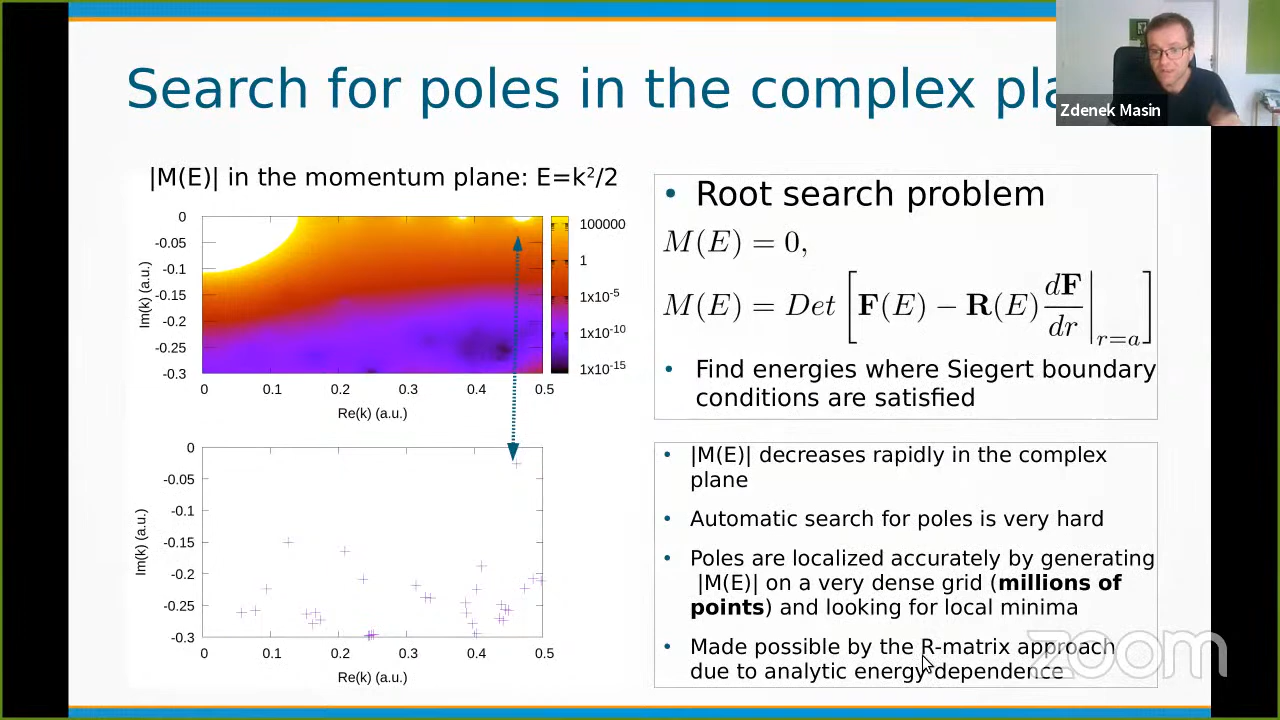 Search for poles in the complex pla
Zdenek Masin
|M(E)| in the momentum plane: E=k²/2
0
-0.05
-0.1
-0.15
-0.2
-0.25
-0.3
Im(k) (a.u.)
0 0.1 0.2 0.3 0.4 0.5
Re(k) (a.u.)
100000
1
1x10⁻⁵
1x10⁻¹⁰
1x10⁻¹⁵
0
-0.05
-0.1
-0.15
-0.2
-0.25
-0.3
Im(k) (a.u.)
0 0.1 0.2 0.3 0.4 0.5
Re(k) (a.u.)
• Root search problem
M(E) = 0,
M(E) = Det [F(E) − R(E) dF/dr |r=a]
• Find energies where Siegert boundary
conditions are satisfied
• |M(E)| decreases rapidly in the complex
plane
• Automatic search for poles is very hard
• Poles are localized accurately by generating
|M(E)| on a very dense grid (millions of
points) and looking for local minima
• Made possible by the R-matrix approach
due to analytic energy dependence
zoom